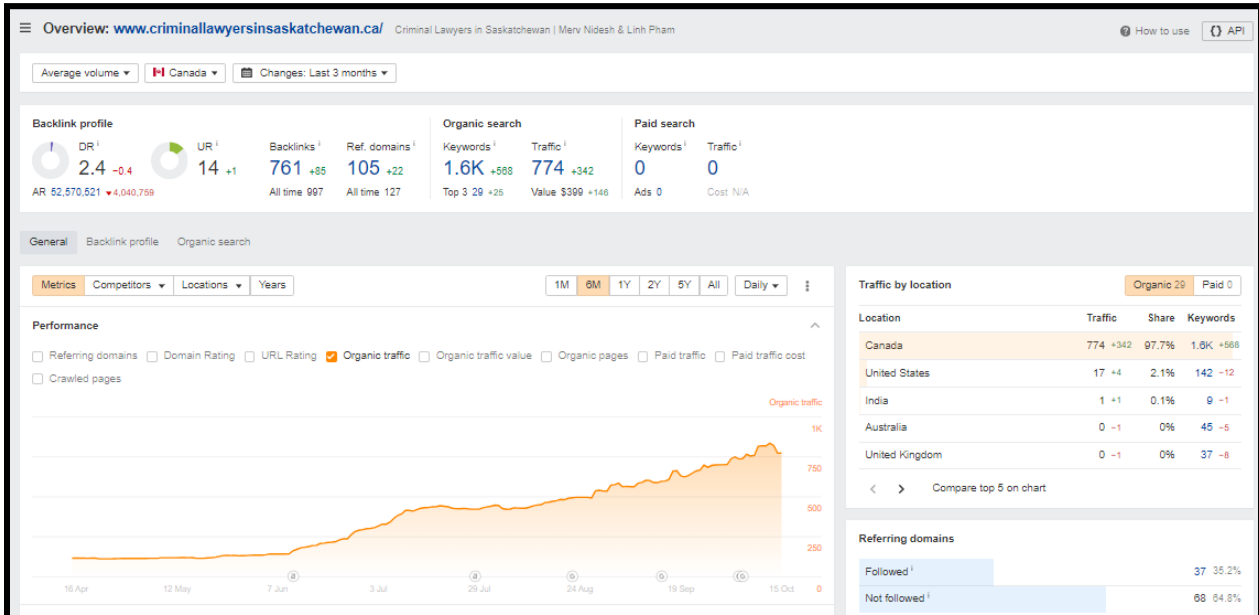 Overview: www.criminallawyersinsaskatchewan.ca/ Criminal Lawyers in Saskatchewan | Merv Nidesh & Linh Pham How to use {} API
Average volume Canada Changes: Last 3 months
Backlink profile Organic search Paid search
DR UR Backlinks Ref. domains Keywords Traffic Keywords Traffic
2.4 -0.4 14 +1 761 +85 105 +22 1.6K +568 774 +342 0 0
AR 52,570,521 4,040,759 All time 997 All time 127 Top 3 29 +25 Value $399 +146 Ads 0 Cost N/A
General Backlink profile Organic search
Metrics Competitors Locations Years 1M 6M 1Y 2Y 5Y All Daily
Performance
Referring domains Domain Rating URL Rating Organic traffic Organic traffic value Organic pages Paid traffic Paid traffic cost
Crawled pages
Organic traffic
1K
750
500
250
0
16 Apr 12 May 7 Jun 3 Jul 29 Jul 24 Aug 19 Sep 15 Oct
Traffic by location Organic 29 Paid 0
Location Traffic Share Keywords
Canada 774 +342 97.7% 1.6K +568
United States 17 +4 2.1% 142 -12
India 1 +1 0.1% 9 -1
Australia 0 -1 0% 45 -5
United Kingdom 0 -1 0% 37 -8
Compare top 5 on chart
Referring domains
Followed 37 35.2%
Not followed 68 64.8%